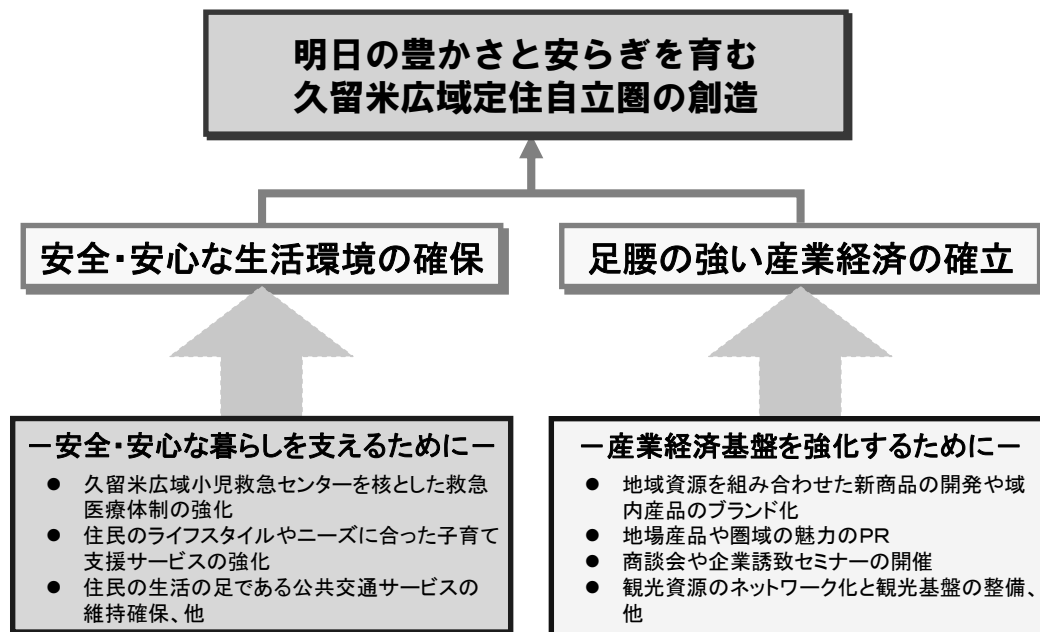 明日の豊かさと安らぎを育む
久留米広域定住自立圏の創造
安全・安心な生活環境の確保
足腰の強い産業経済の確立
－安全・安心な暮らしを支えるために－
● 久留米広域小児救急センターを核とした救急
医療体制の強化
● 住民のライフスタイルやニーズに合った子育て
支援サービスの強化
● 住民の生活の足である公共交通サービスの
維持確保、他
－産業経済基盤を強化するために－
● 地域資源を組み合わせた新商品の開発や域
内産品のブランド化
● 地場産品や圏域の魅力のPR
● 商談会や企業誘致セミナーの開催
● 観光資源のネットワーク化と観光基盤の整備、
他